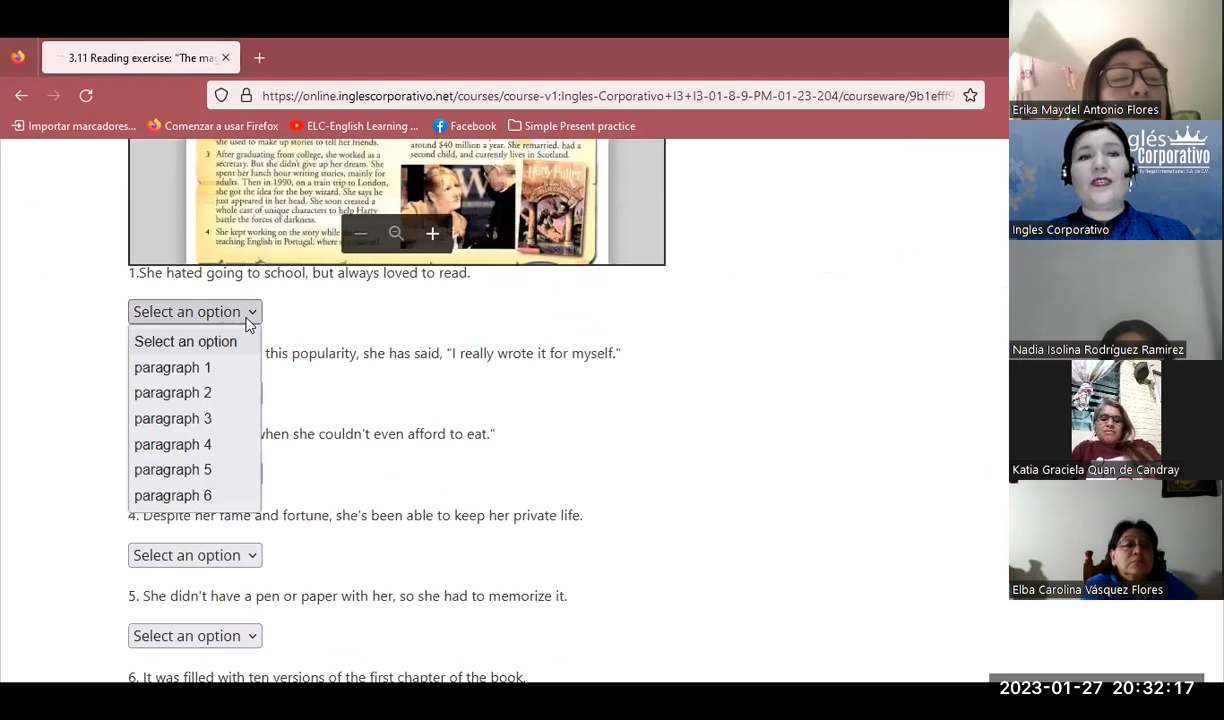 3.11 Reading exercise: "The mag
https://online.inglescorporativo.net/courses/course-v1:Ingles-Corporativo+I3+I3-01-8-9-PM-01-23-204/courseware/9b1efff9
Importar marcadores...
Comenzar a usar Firefox
ELC-English Learning ...
Facebook
Simple Present practice
used to make up stories to tell her friends.
3 After graduating from college, she worked as a
secretary. But she didn't give up her dream. She
spent her lunch hour writing stories, mainly for
adults. Then in 1990, on a train trip to London,
she got the idea for the boy wizard. She says he
just appeared in her head. She soon created a
whole cast of unique characters to help Harry
battle the forces of darkness.
4 She kept working on the story while she
teaching English in Portugal, where
around $40 million a year. She remarried, had a
second child, and currently lives in Scotland.
Harry Potter
1.She hated going to school, but always loved to read.
Select an option
Select an option
paragraph 1
paragraph 2
paragraph 3
paragraph 4
paragraph 5
paragraph 6
this popularity, she has said, "I really wrote it for myself."
when she couldn't even afford to eat."
4. Despite her fame and fortune, she's been able to keep her private life.
Select an option
5. She didn't have a pen or paper with her, so she had to memorize it.
Select an option
6. It was filled with ten versions of the first chapter of the book.
Erika Maydel Antonio Flores
glés
Corporativo
Ingles Corporativo
Nadia Isolina Rodríguez Ramirez
Katia Graciela Quan de Candray
Elba Carolina Vásquez Flores
2023-01-27 20:32:17